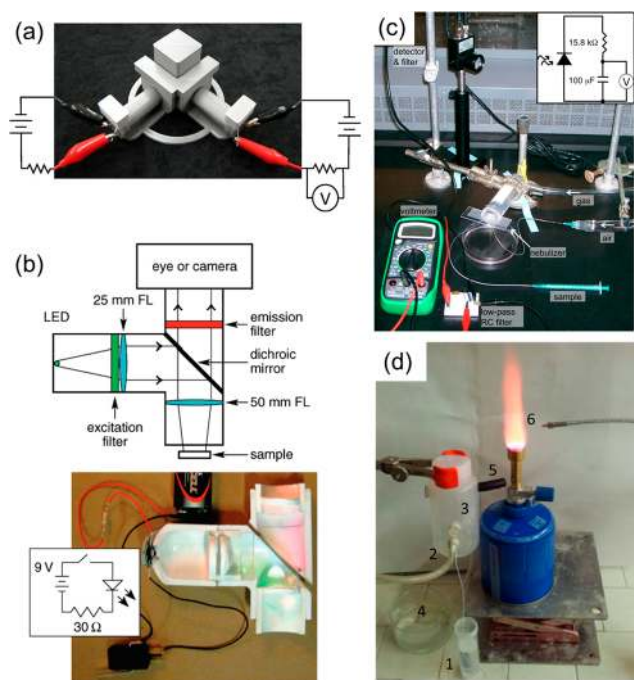 (a)
V
(b)
eye or camera
25 mm FL
LED
emission
filter
dichroic
mirror
excitation
filter
50 mm FL
sample
9 V
30 Ω
(c)
detector
& filter
15.8 kΩ
100 µF
V
gas
voltmeter
air
nebulizer
sample
low-pass
RC filter
(d)
6
5
3
2
4
1